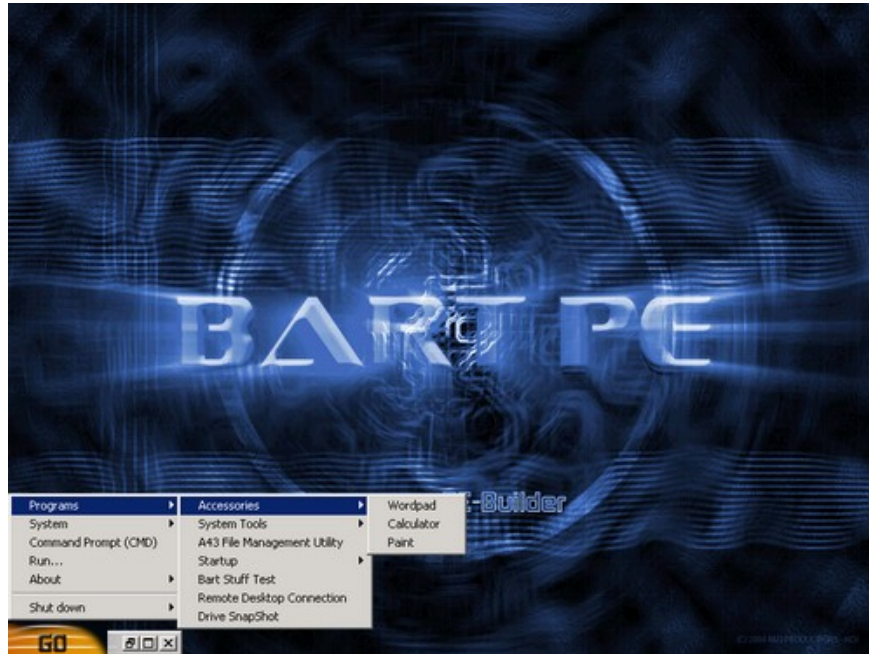 BART PE
E-Builder
Programs
System
Command Prompt (CMD)
Run...
About
Shut down
Accessories
System Tools
A43 File Management Utility
Startup
Bart Stuff Test
Remote Desktop Connection
Drive SnapShot
Wordpad
Calculator
Paint
GO